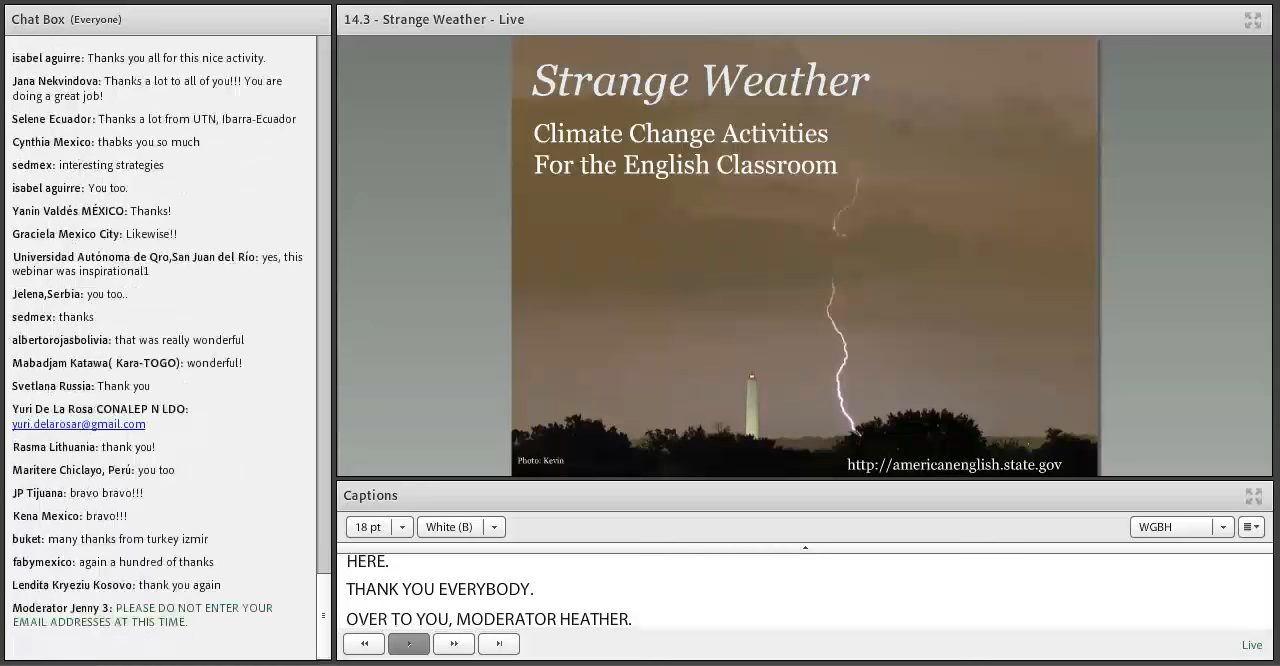 Chat Box (Everyone)
isabel aguirre: Thanks you all for this nice activity.
Jana Nekvindova: Thanks a lot to all of you!!! You are
doing a great job!
Selene Ecuador: Thanks a lot from UTN, Ibarra-Ecuador
Cynthia Mexico: thabks you so much
sedmex: interesting strategies
isabel aguirre: You too.
Yanin Valdés MÉXICO: Thanks!
Graciela Mexico City: Likewise!!
Universidad Autónoma de Qro,San Juan del Río: yes, this
webinar was inspirational1
Jelena,Serbia: you too..
sedmex: thanks
albertorojasbolivia: that was really wonderful
Mabadjam Katawa( Kara-TOGO): wonderful!
Svetlana Russia: Thank you
Yuri De La Rosa CONALEP N LDO:
yuri.delarosar@gmail.com
Rasma Lithuania: thank you!
Maritere Chiclayo, Perú: you too
JP Tijuana: bravo bravo!!!
Kena Mexico: bravo!!!
buket: many thanks from turkey izmir
fabymexico: again a hundred of thanks
Lendita Kryeziu Kosovo: thank you again
Moderator Jenny 3: PLEASE DO NOT ENTER YOUR
EMAIL ADDRESSES AT THIS TIME.
14.3 - Strange Weather - Live
Strange Weather
Climate Change Activities
For the English Classroom
Photo: Kevin
http://americanenglish.state.gov
Captions
18 pt
White (B)
WGBH
HERE.
THANK YOU EVERYBODY.
OVER TO YOU, MODERATOR HEATHER.
Live